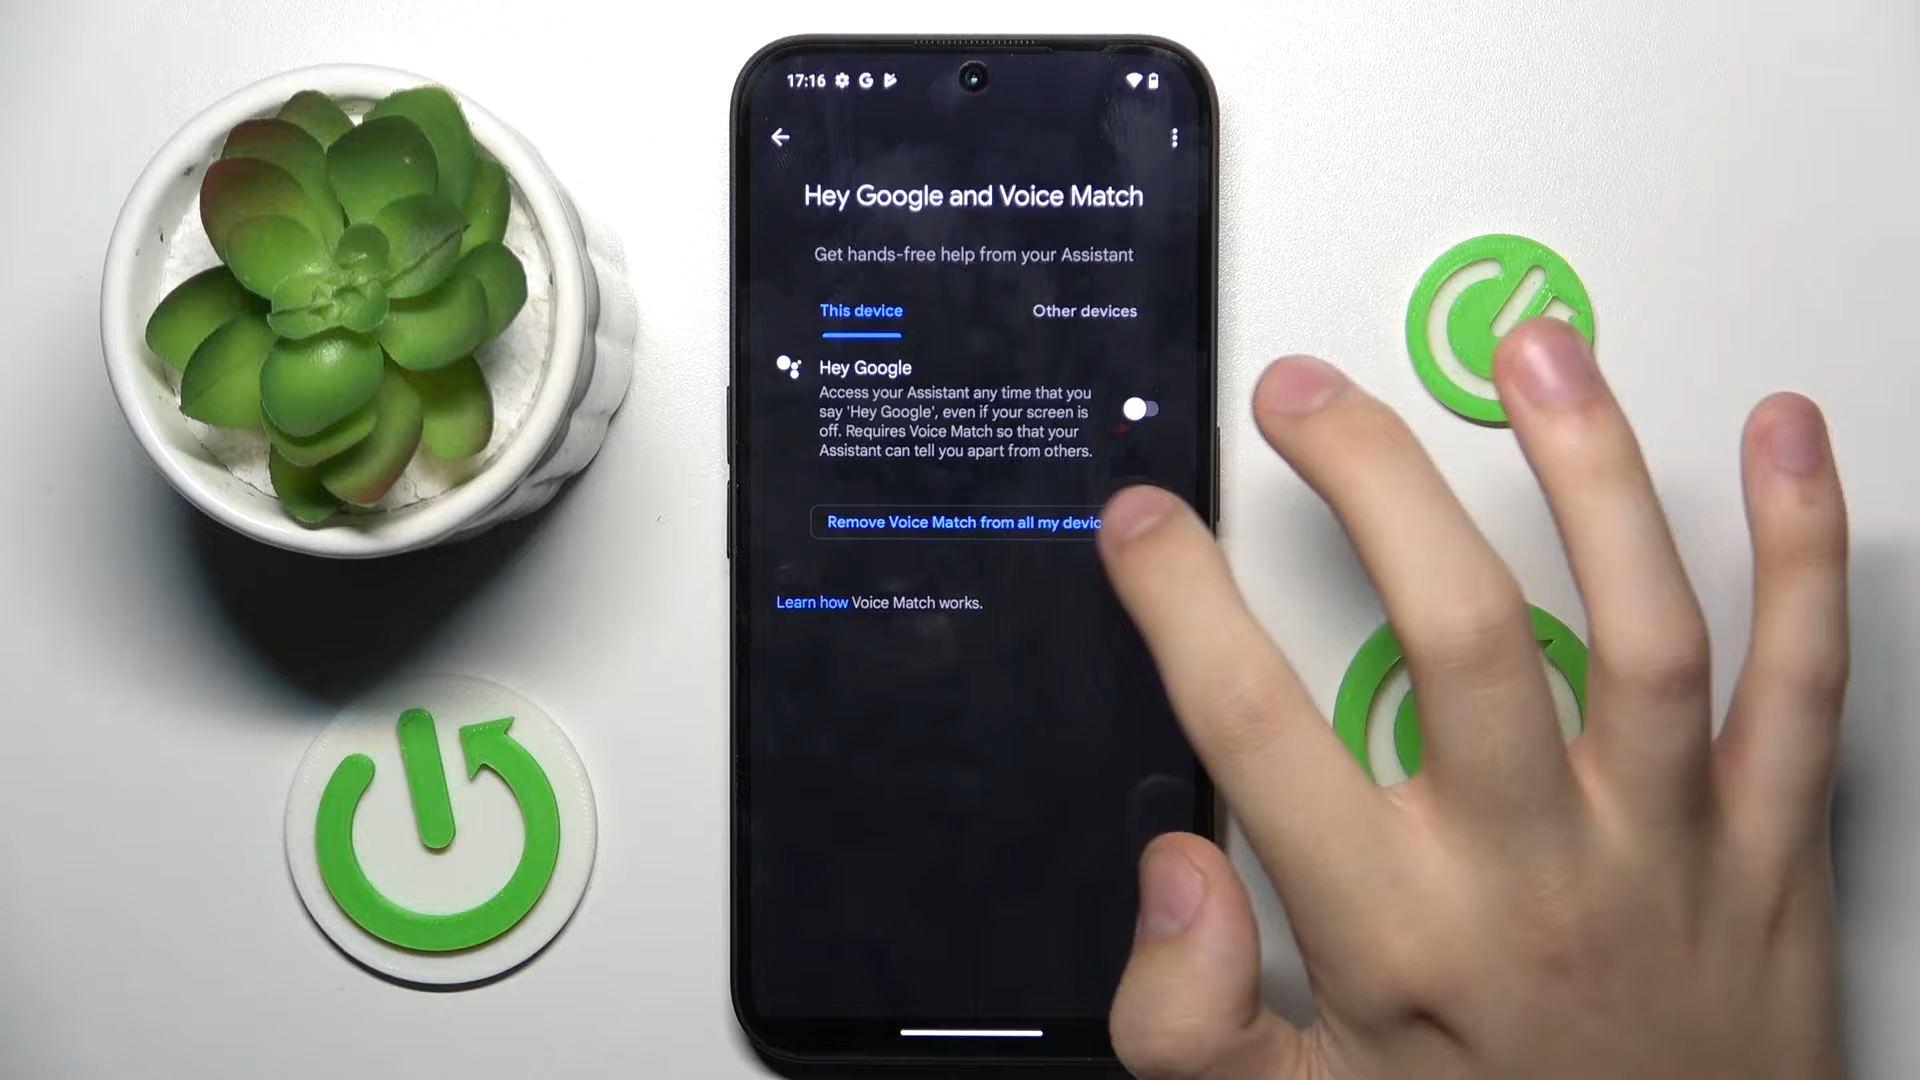 17:16
Hey Google and Voice Match
Get hands-free help from your Assistant
This device
Other devices
Hey Google
Access your Assistant any time that you
say 'Hey Google', even if your screen is
off. Requires Voice Match so that your
Assistant can tell you apart from others.
Remove Voice Match from all my
Learn how Voice Match works.